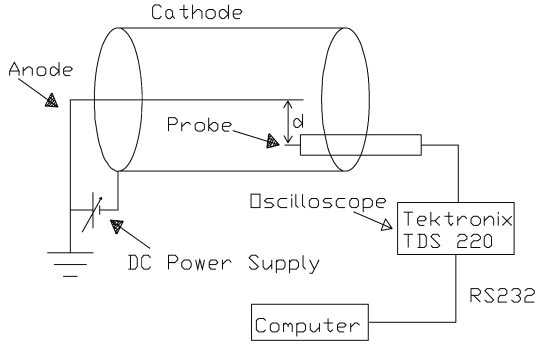 Cathode
Anode
d
Probe
Oscilloscope
Tektronix
TDS 220
DC Power Supply
RS232
Computer